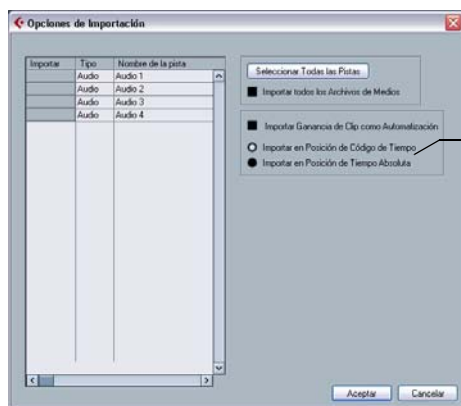 Opciones de Importación
Importar Tipo Nombre de la pista
Audio Audio 1
Audio Audio 2
Audio Audio 3
Audio Audio 4
Seleccionar Todas las Pistas
Importar todos los Archivos de Medios
Importar Ganancia de Clip como Automatización
Importar en Posición de Código de Tiempo
Importar en Posición de Tiempo Absoluta
Aceptar Cancelar